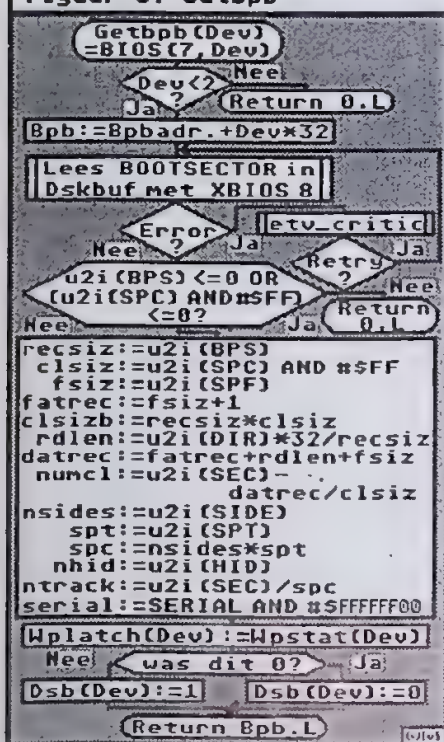 Getbpb(Dev)
=BIOS(7,Dev)
Nee
Dev<2
?
Ja
Return 0.L
Bpb:=Bpbadr.+Dev*32
Lees BOOTSECTOR in
Dskbuf met XBIOS 8
Error
?
Nee
Ja
etv_critic
Retry
?
Ja
Nee
u2i(BPS)<=0 OR
(u2i(SPC) AND#$FF)
<=0?
Nee
Ja
Return
0.L
recsiz:=u2i(BPS)
clsiz:=u2i(SPC) AND #$FF
fsiz:=u2i(SPF)
fatrec:=fsiz+1
clsizb:=recsiz*clsiz
rdlen:=u2i(DIR)*32/recsiz
datrec:=fatrec+rdlen+fsiz
numcl:=u2i(SEC)-
datrec/clsiz
nsides:=u2i(SIDE)
spt:=u2i(SPT)
spc:=nsides*spt
nhid:=u2i(HID)
ntrack:=u2i(SEC)/spc
serial:=SERIAL AND #$FFFFFF00
Wplatch(Dev):=Wpstat(Dev)
Nee
was dit 0?
Ja
Dsb(Dev):=1
Dsb(Dev):=0
Return Bpb.L